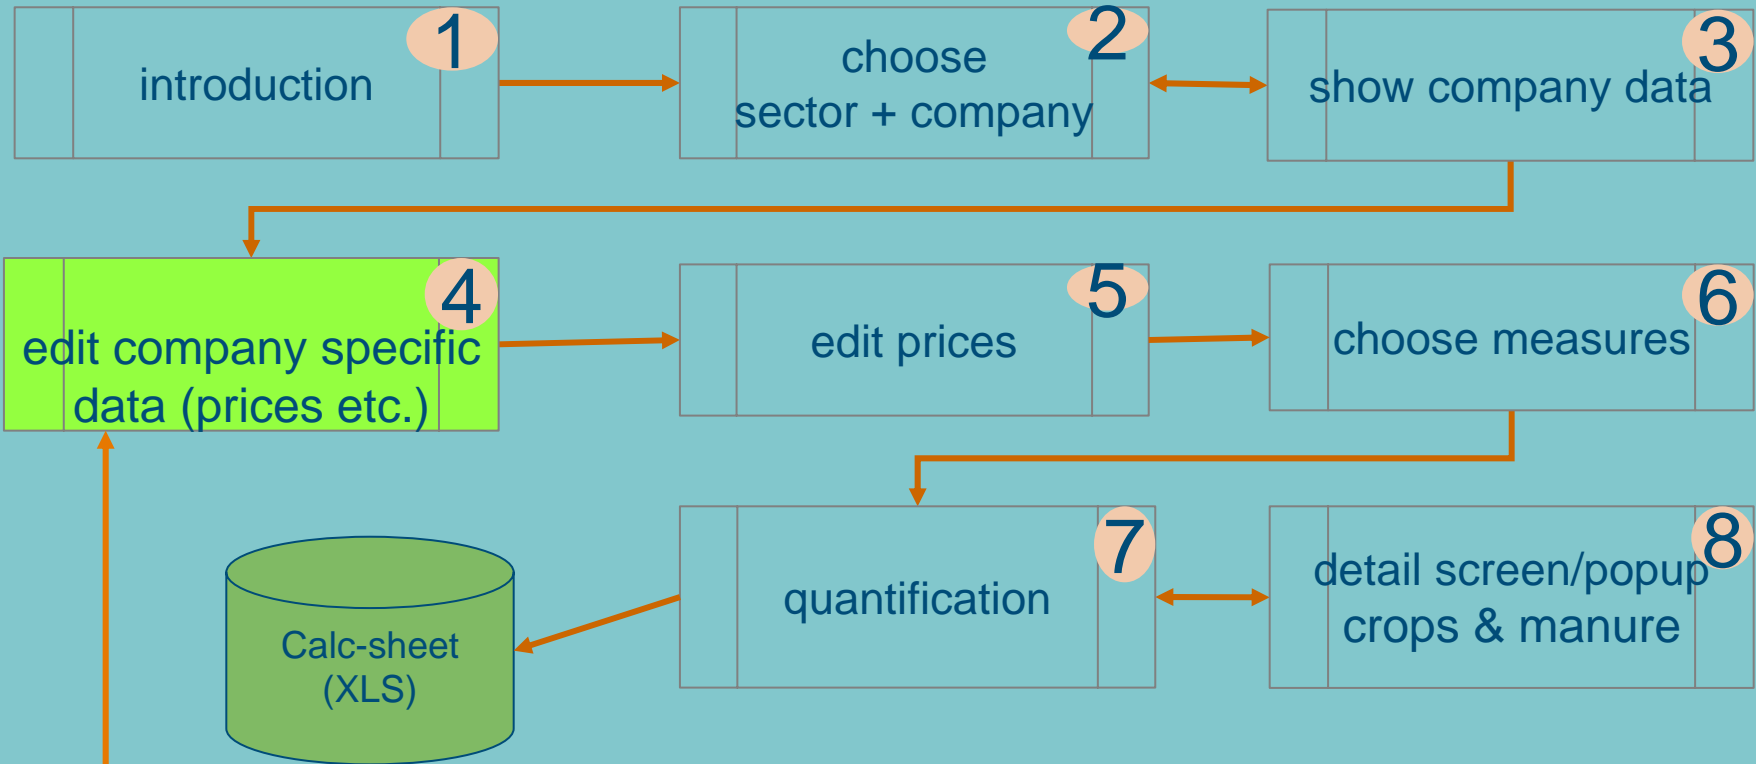 1
introduction
2
choose
sector + company
3
show company data
4
edit company specific
data (prices etc.)
5
edit prices
6
choose measures
7
quantification
8
detail screen/popup
crops & manure
Calc-sheet
(XLS)